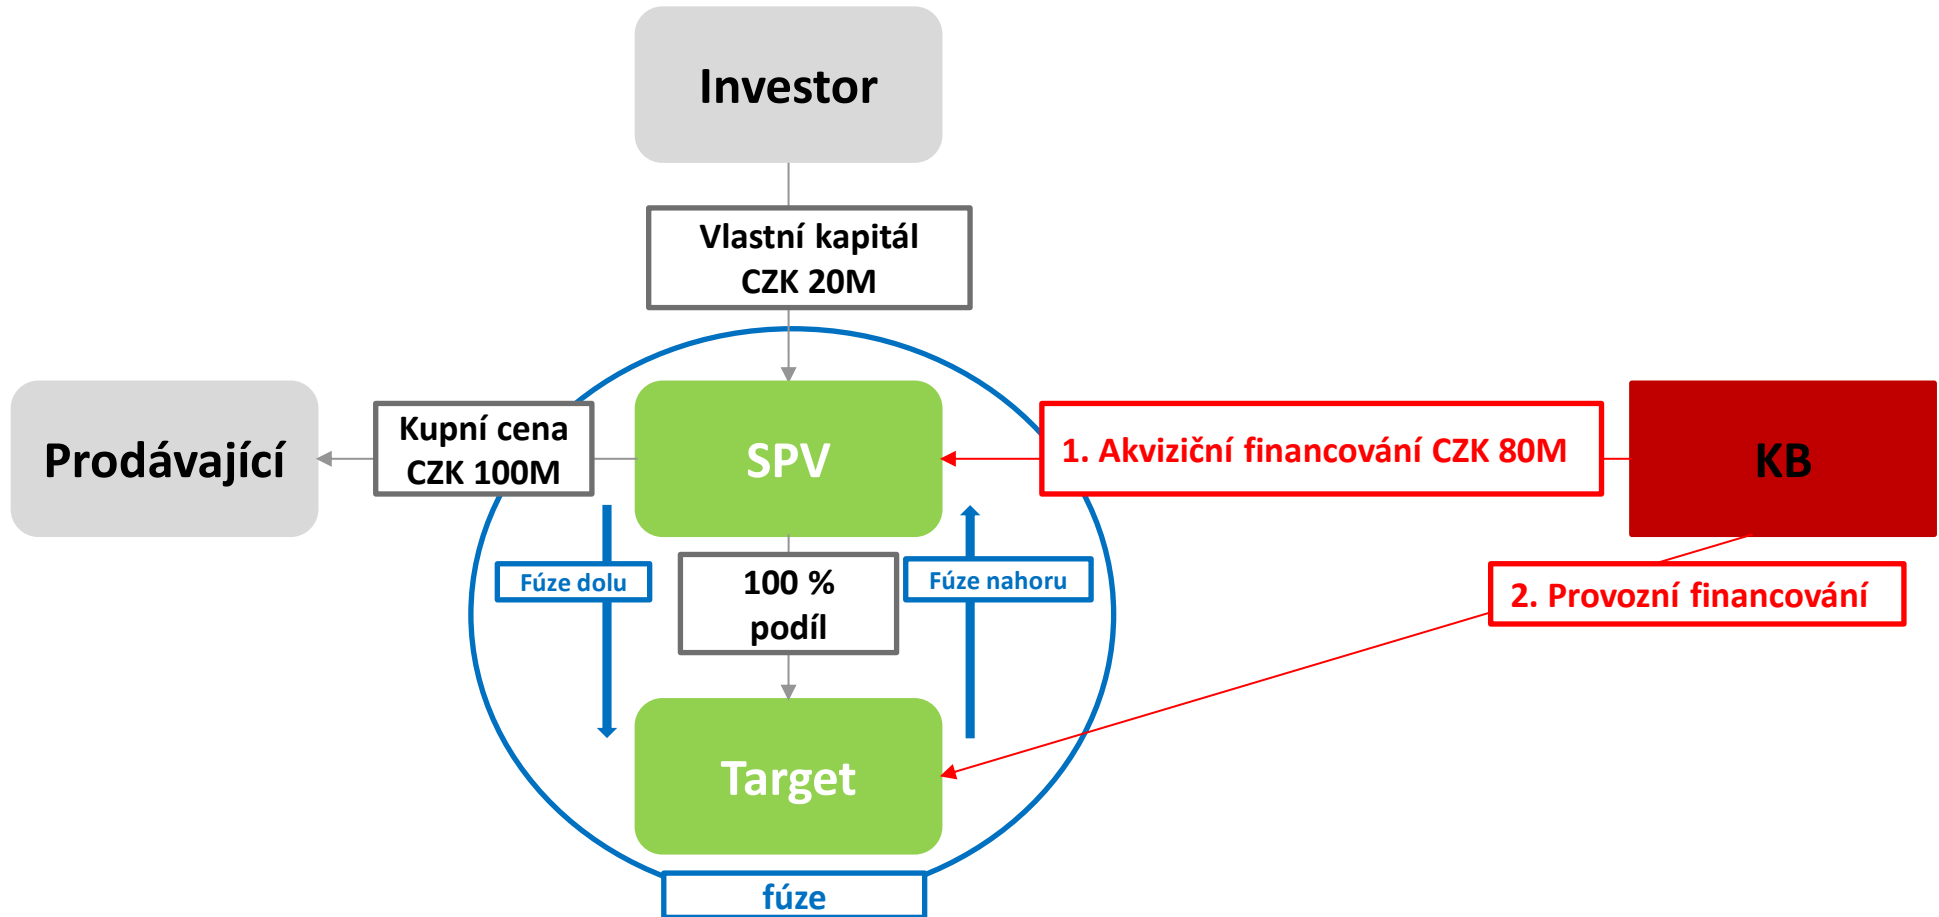 Investor
Vlastní kapitál
CZK 20M
Prodávající
Kupní cena
CZK 100M
SPV
1. Akviziční financování CZK 80M
KB
Fúze dolu
100 %
podíl
Fúze nahoru
2. Provozní financování
Target
fúze